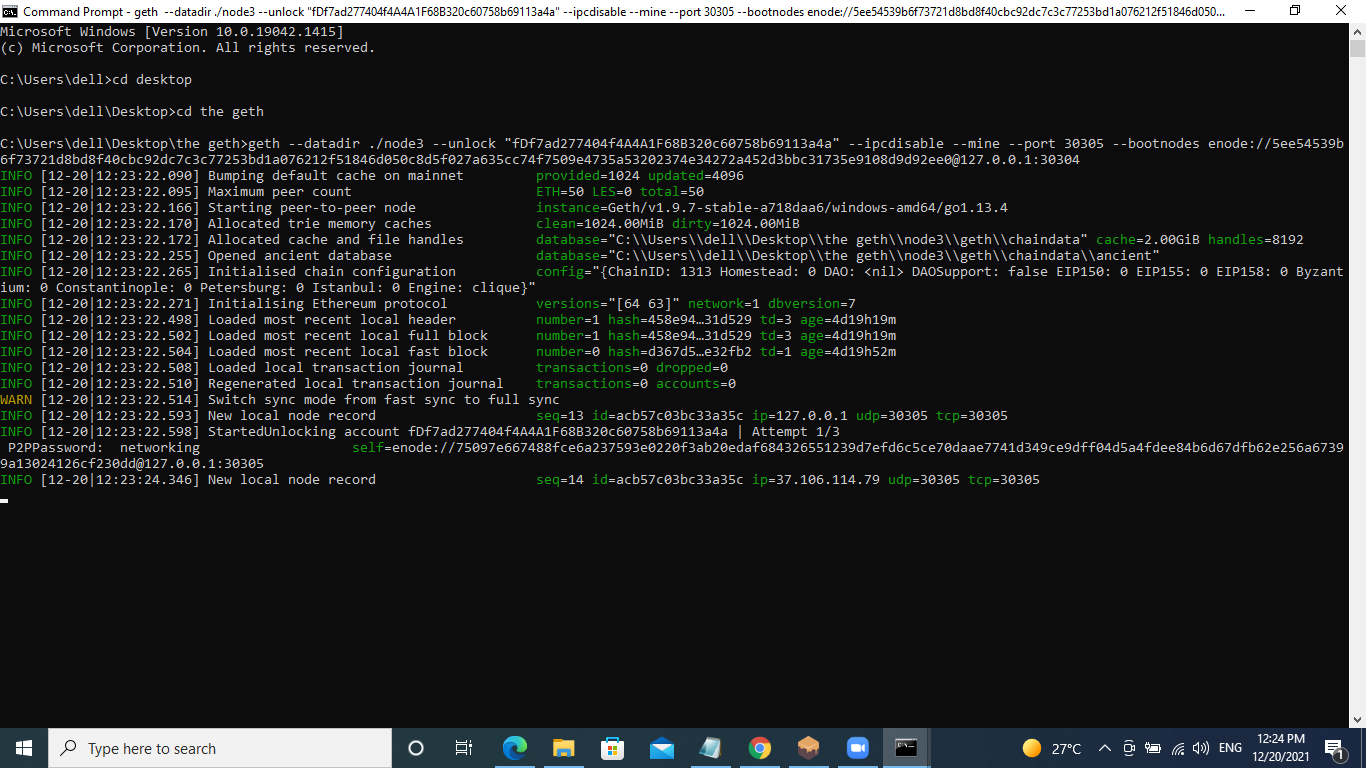 Command Prompt - geth --datadir ./node3 --unlock "fDf7ad277404f4A4A1F68B320c60758b69113a4a" --ipcdisable --mine --port 30305 --bootnodes enode://5ee54539b6f73721d8bd8f40cbc92dc7c3c77253bd1a076212f51846d050...
Microsoft Windows [Version 10.0.19042.1415]
(c) Microsoft Corporation. All rights reserved.
C:\Users\dell>cd desktop
C:\Users\dell\Desktop>cd the geth
C:\Users\dell\Desktop\the geth>geth --datadir ./node3 --unlock "fDf7ad277404f4A4A1F68B320c60758b69113a4a" --ipcdisable --mine --port 30305 --bootnodes enode://5ee54539b
6f73721d8bd8f40cbc92dc7c3c77253bd1a076212f51846d050c8d5f027a635cc74f7509e4735a53202374e34272a452d3bbc31735e9108d9d92ee0@127.0.0.1:30304
INFO [12-20|12:23:22.090] Bumping default cache on mainnet provided=1024 updated=4096
INFO [12-20|12:23:22.095] Maximum peer count ETH=50 LES=0 total=50
INFO [12-20|12:23:22.166] Starting peer-to-peer node instance=Geth/v1.9.7-stable-a718daa6/windows-amd64/go1.13.4
INFO [12-20|12:23:22.170] Allocated trie memory caches clean=1024.00MiB dirty=1024.00MiB
INFO [12-20|12:23:22.172] Allocated cache and file handles database="C:\\Users\\dell\\Desktop\\the geth\\node3\\geth\\chaindata" cache=2.00GiB handles=8192
INFO [12-20|12:23:22.255] Opened ancient database database="C:\\Users\\dell\\Desktop\\the geth\\node3\\geth\\chaindata\\ancient"
INFO [12-20|12:23:22.265] Initialised chain configuration config="{ChainID: 1313 Homestead: 0 DAO: <nil> DAOSupport: false EIP150: 0 EIP155: 0 EIP158: 0 Byzan
tium: 0 Constantinople: 0 Petersburg: 0 Istanbul: 0 Engine: clique}"
INFO [12-20|12:23:22.271] Initialising Ethereum protocol versions="[64 63]" network=1 dbversion=7
INFO [12-20|12:23:22.498] Loaded most recent local header number=1 hash=458e94…31d529 td=3 age=4d19h19m
INFO [12-20|12:23:22.502] Loaded most recent local full block number=1 hash=458e94…31d529 td=3 age=4d19h19m
INFO [12-20|12:23:22.504] Loaded most recent local fast block number=0 hash=d367d5…e32fb2 td=1 age=4d19h52m
INFO [12-20|12:23:22.508] Loaded local transaction journal transactions=0 dropped=0
INFO [12-20|12:23:22.510] Regenerated local transaction journal transactions=0 accounts=0
WARN [12-20|12:23:22.514] Switch sync mode from fast sync to full sync
INFO [12-20|12:23:22.593] New local node record seq=13 id=acb57c03bc33a35c ip=127.0.0.1 udp=30305 tcp=30305
INFO [12-20|12:23:22.598] StartedUnlocking account fDf7ad277404f4A4A1F68B320c60758b69113a4a | Attempt 1/3
P2PPassword: networking self=enode://75097e667488fce6a237593e0220f3ab20edaf684326551239d7efd6c5ce70daae7741d349ce9dff04d5a4fdee84b6d67dfb62e256a6739
9a13024126cf230dd@127.0.0.1:30305
INFO [12-20|12:23:24.346] New local node record seq=14 id=acb57c03bc33a35c ip=37.106.114.79 udp=30305 tcp=30305
Type here to search
27°C
ENG
12:24 PM
12/20/2021
1